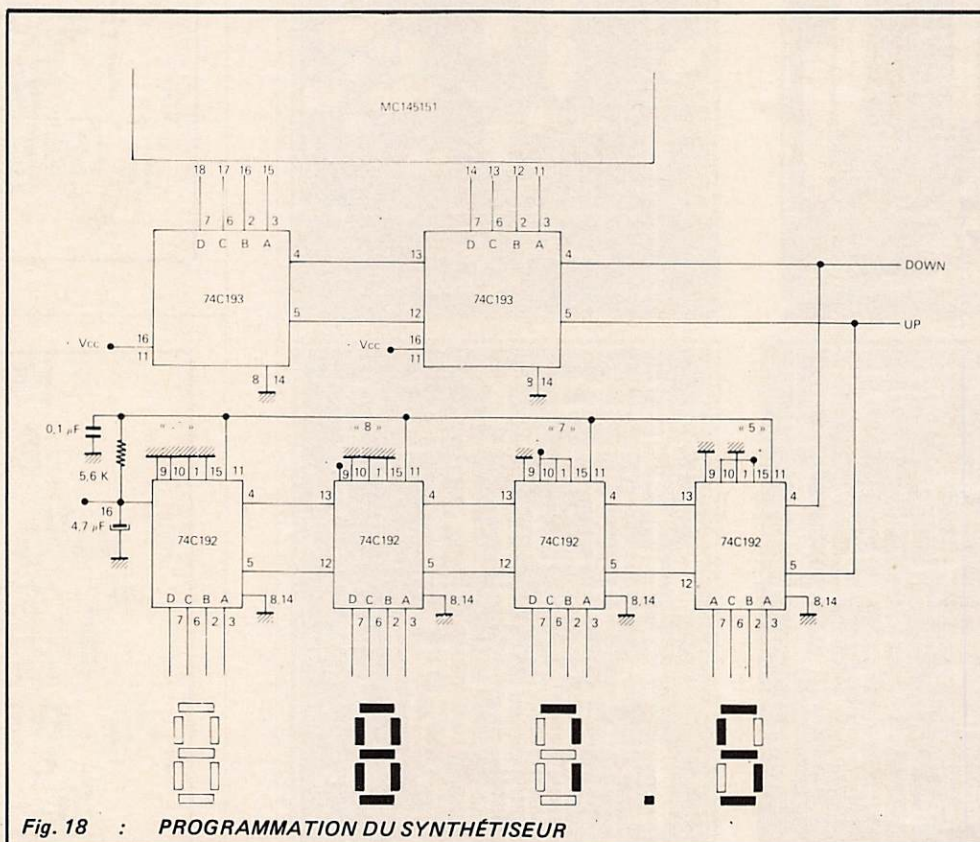 MC145151
18 17 16 15 14 13 12 11
7 6 2 3 7 6 2 3
D C B A D C B A
4 13 4 DOWN
74C193 74C193
5 12 5 UP
Vcc 16 Vcc 16
11 11
8 14 9 14
0,1 µF « . » « 8 » « 7 » « 5 »
5,6 K
9 10 1 15 11 9 10 1 15 11 9 10 1 15 11 9 10 1 15 11
16 4 13 4 13 4 13 4
4,7 µF
74C192 74C192 74C192 74C192
5 12 5 12 5 12 5
8,14 8,14 8,14 8,14
D C B A D C B A D C B A A C B A
7 6 2 3 7 6 2 3 7 6 2 3 7 6 2 3
8 7. 5
Fig. 18 : PROGRAMMATION DU SYNTHÉTISEUR